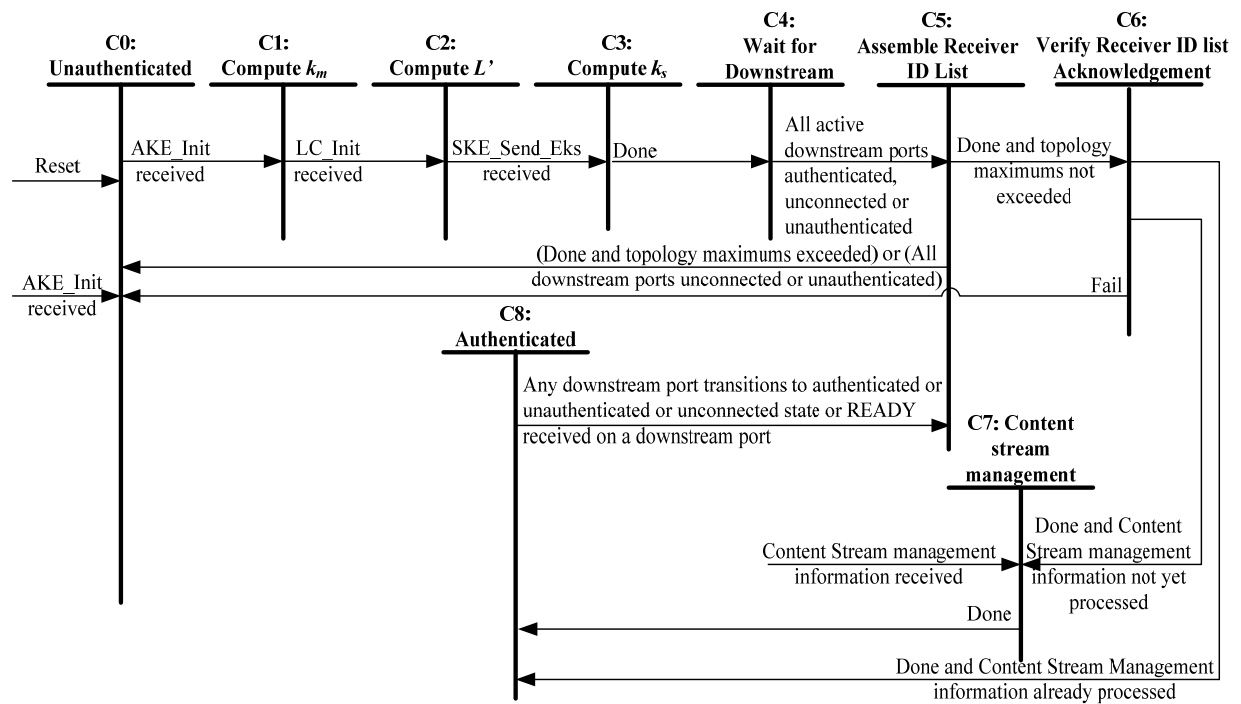 C0:
Unauthenticated
C1:
Compute km
C2:
Compute L’
C3:
Compute ks
C4:
Wait for
Downstream
C5:
Assemble Receiver
ID List
C6:
Verify Receiver ID list
Acknowledgement
Reset
AKE_Init
received
LC_Init
received
SKE_Send_Eks
received
Done
All active
downstream ports
authenticated,
unconnected or
unauthenticated
Done and topology
maximums not
exceeded
(Done and topology maximums exceeded) or (All
downstream ports unconnected or unauthenticated)
AKE_Init
received
Fail
C8:
Authenticated
Any downstream port transitions to authenticated or
unauthenticated or unconnected state or READY
received on a downstream port
C7: Content
stream
management
Content Stream management
information received
Done and Content
Stream management
information not yet
processed
Done
Done and Content Stream Management
information already processed